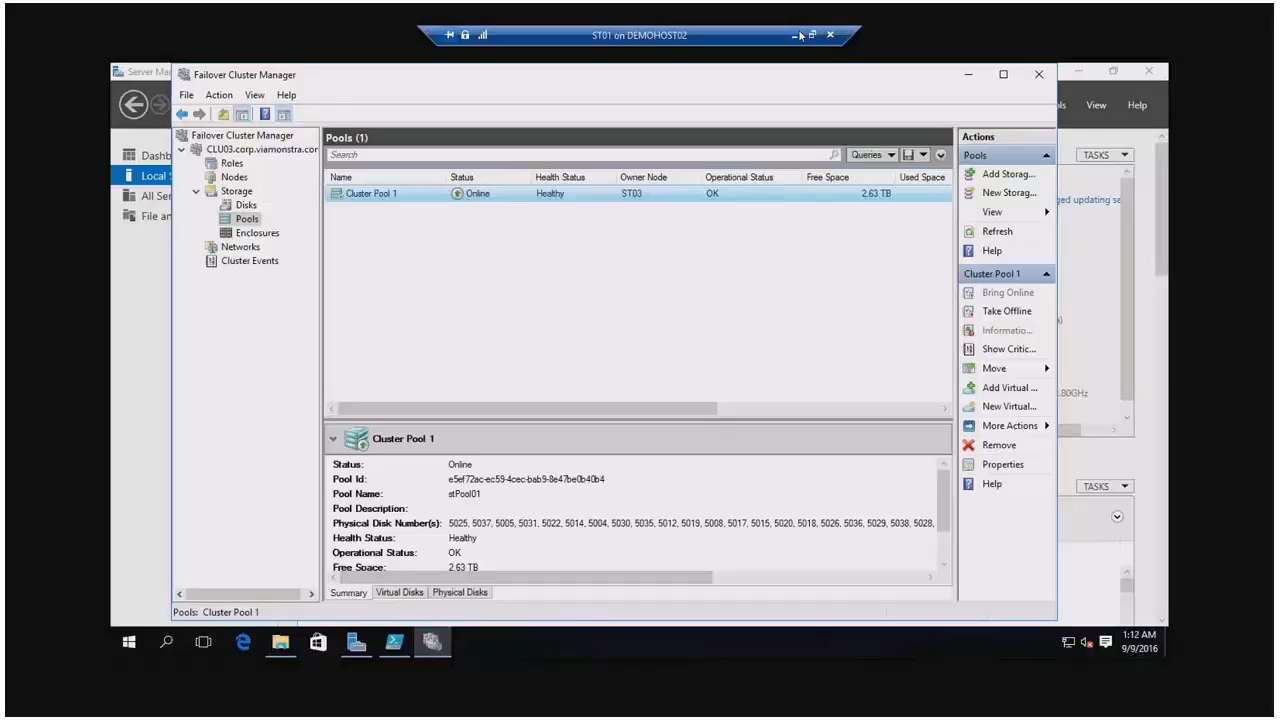 ST01 on DEMOHOST02
Server Ma
Failover Cluster Manager
File Action View Help
View Help
Failover Cluster Manager
CLU03.corp.viamonstra.cor
Roles
Nodes
Storage
Disks
Pools
Enclosures
Networks
Cluster Events
Dashb
Local S
All Ser
File an
Pools (1)
Search
Queries
Name Status Health Status Owner Node Operational Status Free Space Used Space
Cluster Pool 1 Online Healthy ST03 OK 2.63 TB
Actions
Pools
Add Storag...
New Storag...
View
Refresh
Help
Cluster Pool 1
Bring Online
Take Offline
Informatio...
Show Critic...
Move
Add Virtual ...
New Virtual...
More Actions
Remove
Properties
Help
TASKS
ged updating se
.80GHz
TASKS
Cluster Pool 1
Status: Online
Pool Id: e5ef72ac-ec59-4cec-bab9-8e47be0b40b4
Pool Name: stPool01
Pool Description:
Physical Disk Number(s): 5025, 5037, 5005, 5031, 5022, 5014, 5004, 5030, 5035, 5012, 5019, 5008, 5017, 5015, 5020, 5018, 5026, 5036, 5029, 5038, 5028,
Health Status: Healthy
Operational Status: OK
Free Space: 2.63 TB
Summary Virtual Disks Physical Disks
Pools: Cluster Pool 1
1:12 AM
9/9/2016